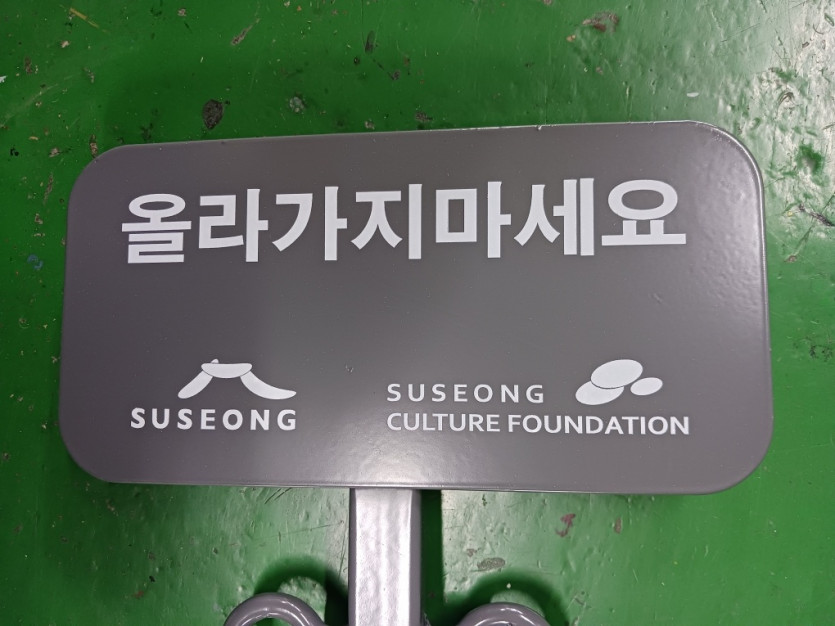 올라가지마세요
SUSEONG
SUSEONG
CULTURE FOUNDATION